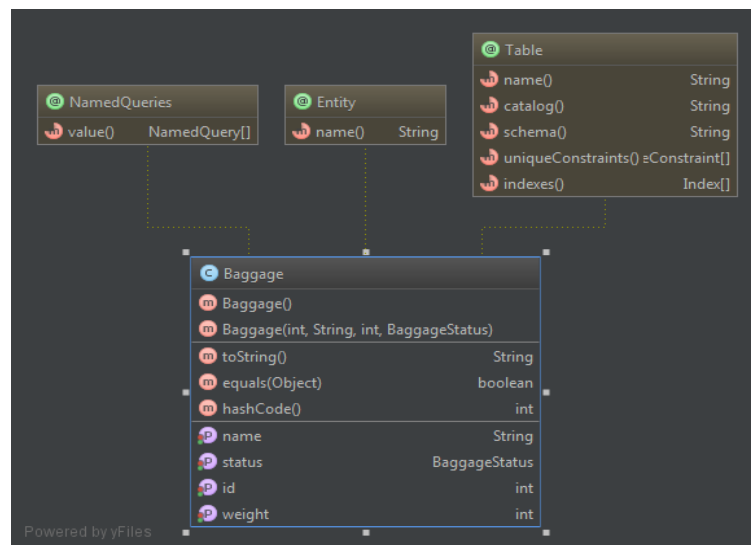 Table
name() String
catalog() String
schema() String
uniqueConstraints() eConstraint[]
indexes() Index[]
NamedQueries
value() NamedQuery[]
Entity
name() String
Baggage
Baggage()
Baggage(int, String, int, BaggageStatus)
toString() String
equals(Object) boolean
hashCode() int
name String
status BaggageStatus
id int
weight int
Powered by yFiles